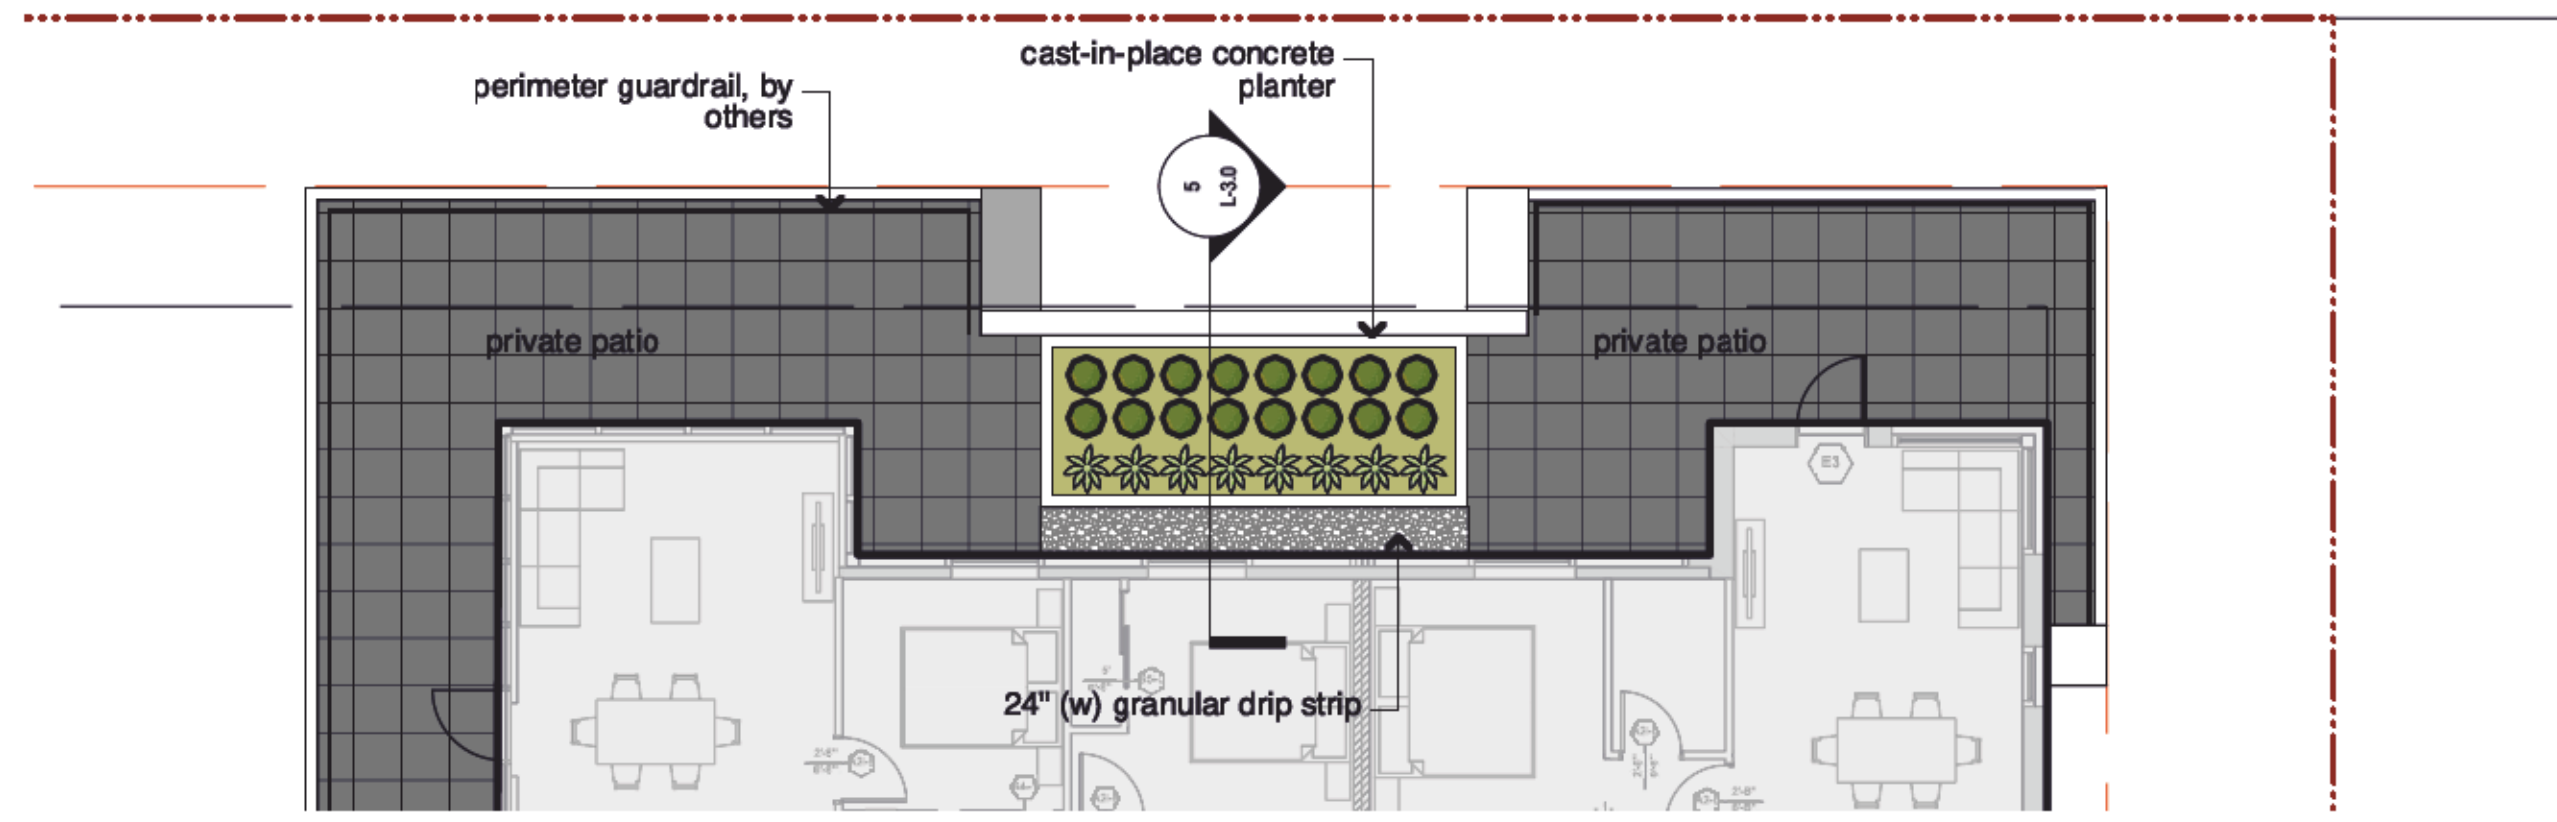 cast-in-place concrete
planter
perimeter guardrail, by
others
5
L-3.0
private patio
private patio
E3
24" (w) granular drip strip